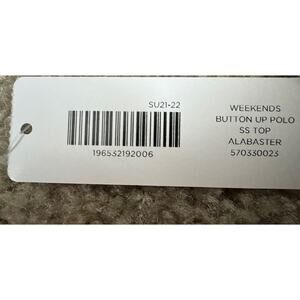 SU21-22
196532192006
WEEKENDS
BUTTON UP POLO
SS TOP
ALABASTER
570330023